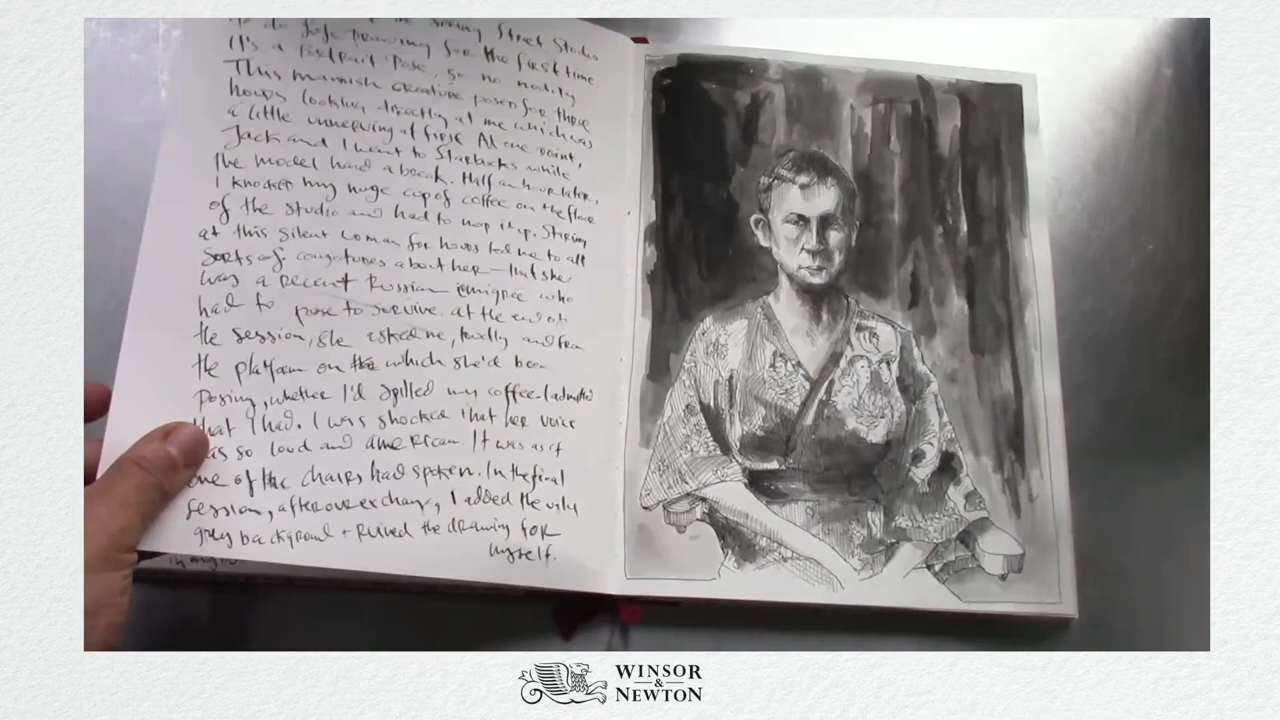 Spring Street Studio
to do life drawing for the first time
(It's a Portrait Pose, so no nudity
This mannish creature posed for three
hours looking directly at me which was
a little unnerving at first. At one point,
Jack and I went to Starbucks while
the model had a break. Half an hour later,
I knocked my huge cup of coffee on the floor
of the studio and had to mop it up. Staring
at this silent woman for hours led me to all
sorts of conjectures about her — that she
was a recent Russian emigree who
had to pose to survive. At the end of
the session, she asked me, loudly and from
the platform on the which she'd been
posing, whether I'd spilled my coffee. I admitted
that I had. I was shocked that her voice
was so loud and american. It was as if
one of the chairs had spoken. In the final
session, after our exchange, I added the ugly
grey background + ruined the drawing for
myself.
WINSOR
&
NEWTON